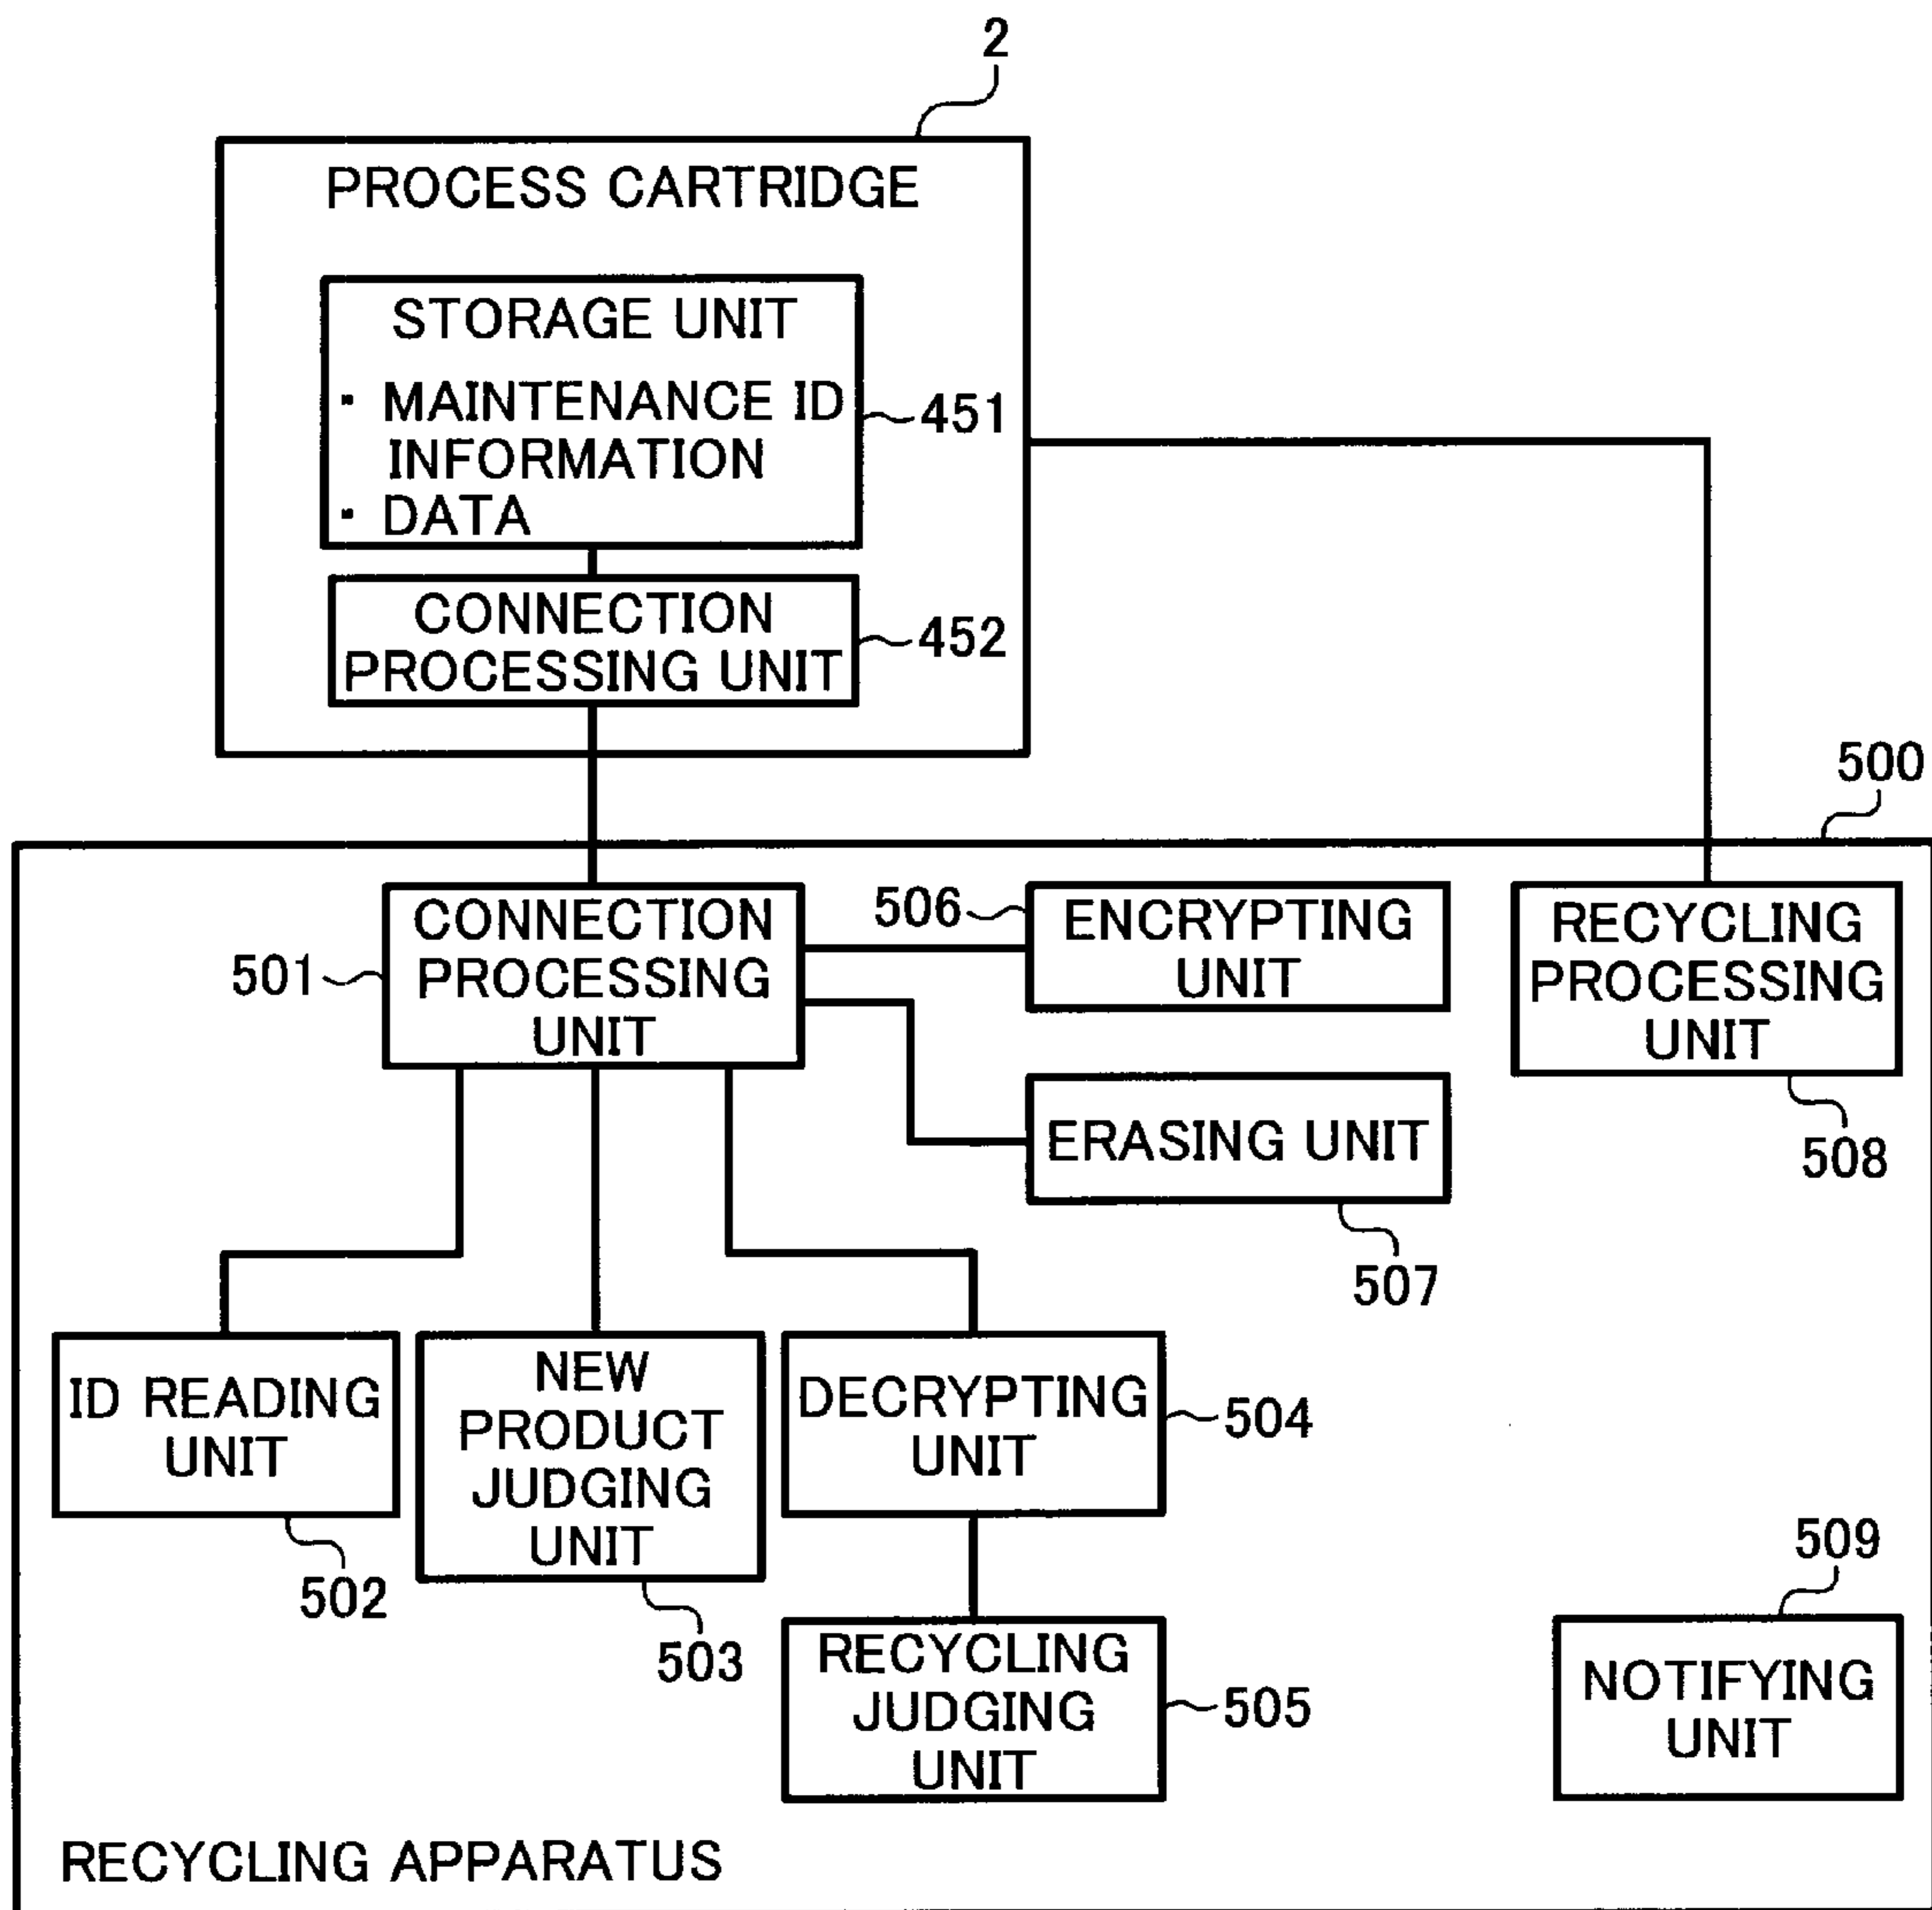 2
PROCESS CARTRIDGE
STORAGE UNIT
・ MAINTENANCE ID
INFORMATION
・ DATA
451
CONNECTION
PROCESSING UNIT
452
500
CONNECTION
PROCESSING
UNIT
501
506
ENCRYPTING
UNIT
RECYCLING
PROCESSING
UNIT
508
ERASING UNIT
507
ID READING
UNIT
502
NEW
PRODUCT
JUDGING
UNIT
503
DECRYPTING
UNIT
504
RECYCLING
JUDGING
UNIT
505
509
NOTIFYING
UNIT
RECYCLING APPARATUS